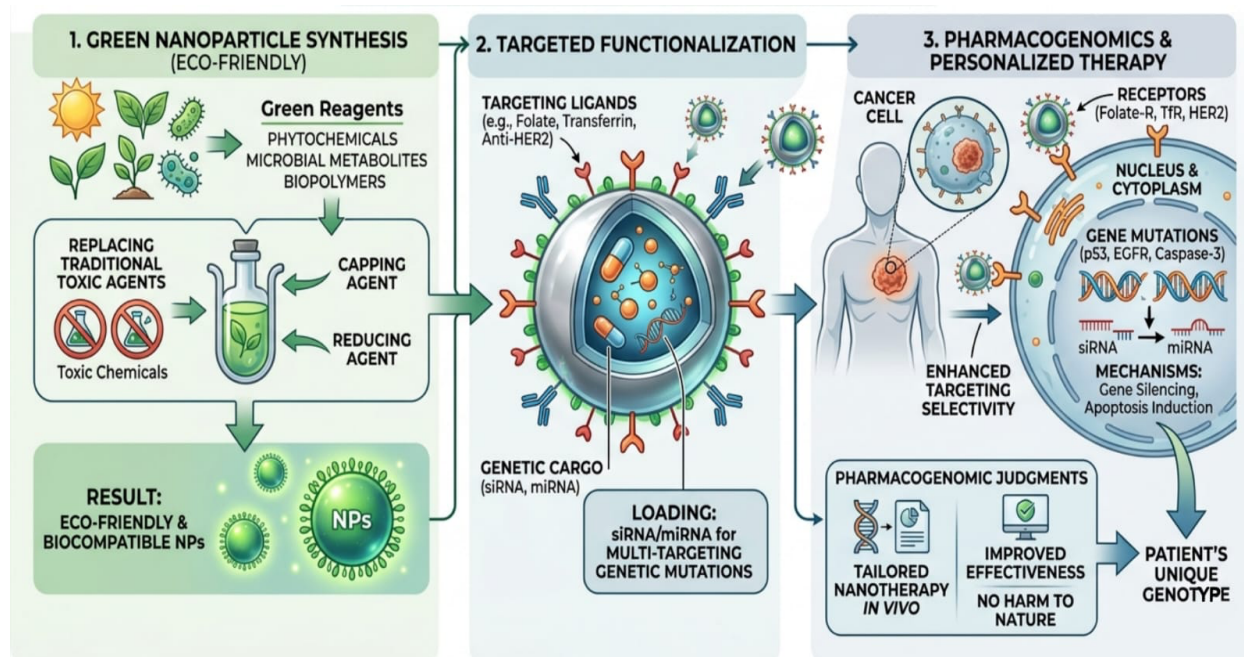 1. GREEN NANOPARTICLE SYNTHESIS
(ECO-FRIENDLY)
Green Reagents
PHYTOCHEMICALS
MICROBIAL METABOLITES
BIOPOLYMERS
REPLACING
TRADITIONAL
TOXIC AGENTS
Toxic Chemicals
CAPPING
AGENT
REDUCING
AGENT
RESULT:
ECO-FRIENDLY &
BIOCOMPATIBLE NPs
NPs
2. TARGETED FUNCTIONALIZATION
TARGETING LIGANDS
(e.g., Folate, Transferrin,
Anti-HER2)
GENETIC CARGO
(siRNA, miRNA)
LOADING:
siRNA/miRNA for
MULTI-TARGETING
GENETIC MUTATIONS
3. PHARMACOGENOMICS &
PERSONALIZED THERAPY
CANCER
CELL
RECEPTORS
(Folate-R, TfR, HER2)
NUCLEUS &
CYTOPLASM
GENE MUTATIONS
(p53, EGFR, Caspase-3)
siRNA
miRNA
MECHANISMS:
Gene Silencing,
Apoptosis Induction
ENHANCED
TARGETING
SELECTIVITY
PHARMACOGENOMIC JUDGMENTS
TAILORED
NANOTHERAPY
IN VIVO
IMPROVED
EFFECTIVENESS
NO HARM TO
NATURE
PATIENT'S
UNIQUE
GENOTYPE